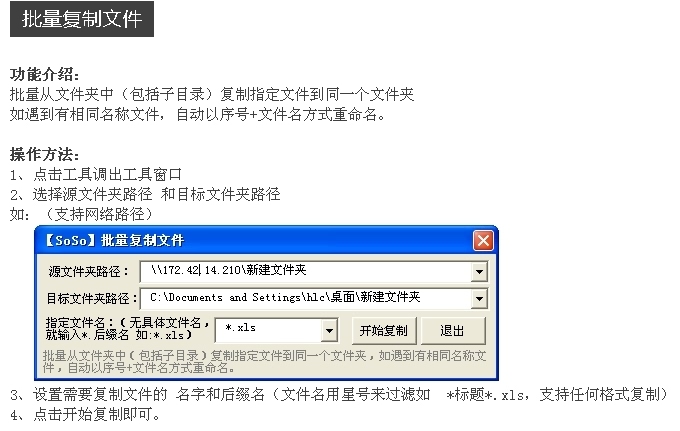 批量复制文件
功能介绍：
批量从文件夹中（包括子目录）复制指定文件到同一个文件夹
如遇到有相同名称文件，自动以序号+文件名方式重命名。
操作方法：
1、点击工具调出工具窗口
2、选择源文件夹路径 和目标文件夹路径
如：（支持网络路径）
【SoSo】批量复制文件
源文件夹路径： \\172.42.14.210\新建文件夹
目标文件夹路径： C:\Documents and Settings\hlc\桌面\新建文件夹
指定文件名：（无具体文件名，
就输入*.后缀名 如:*.xls）
*.xls
开始复制 退出
批量从文件夹中（包括子目录）复制指定文件到同一个文件夹，如遇到有相同名称文
件，自动以序号+文件名方式重命名。
3、设置需要复制文件的 名字和后缀名（文件名用星号来过滤如 *标题*.xls，支持任何格式复制）
4、点击开始复制即可。